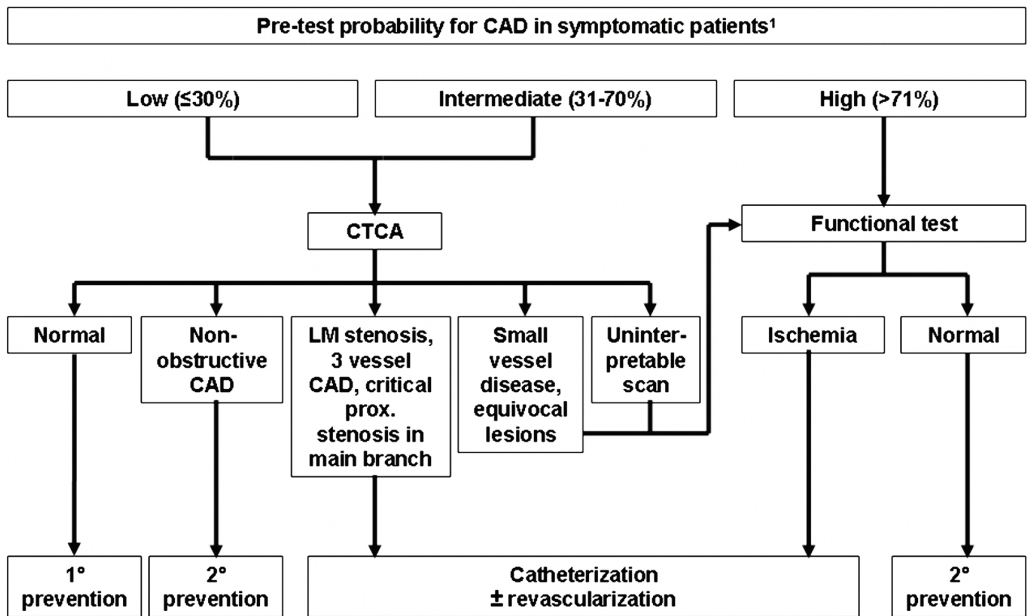 Pre-test probability for CAD in symptomatic patients¹
Low (≤30%)
Intermediate (31-70%)
High (>71%)
CTCA
Functional test
Normal
Non-
obstructive
CAD
LM stenosis,
3 vessel
CAD, critical
prox.
stenosis in
main branch
Small
vessel
disease,
equivocal
lesions
Uninter-
pretable
scan
Ischemia
Normal
1°
prevention
2°
prevention
Catheterization
± revascularization
2°
prevention